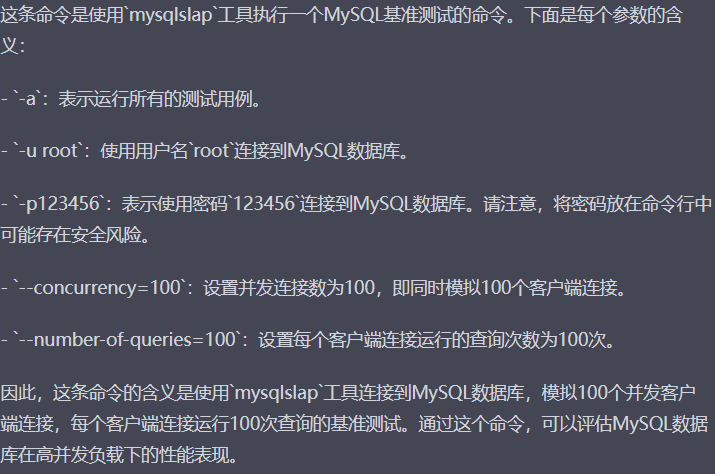 这条命令是使用`mysqlslap`工具执行一个MySQL基准测试的命令。下面是每个参数的含
义：
- `-a`：表示运行所有的测试用例。
- `-u root`：使用用户名`root`连接到MySQL数据库。
- `-p123456`：表示使用密码`123456`连接到MySQL数据库。请注意，将密码放在命令行中
可能存在安全风险。
- `--concurrency=100`：设置并发连接数为100，即同时模拟100个客户端连接。
- `--number-of-queries=100`：设置每个客户端连接运行的查询次数为100次。
因此，这条命令的含义是使用`mysqlslap`工具连接到MySQL数据库，模拟100个并发客户
端连接，每个客户端连接运行100次查询的基准测试。通过这个命令，可以评估MySQL数据
库在高并发负载下的性能表现。